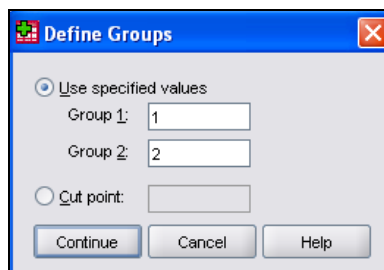 Define Groups
Use specified values
Group 1: 1
Group 2: 2
Cut point:
Continue Cancel Help